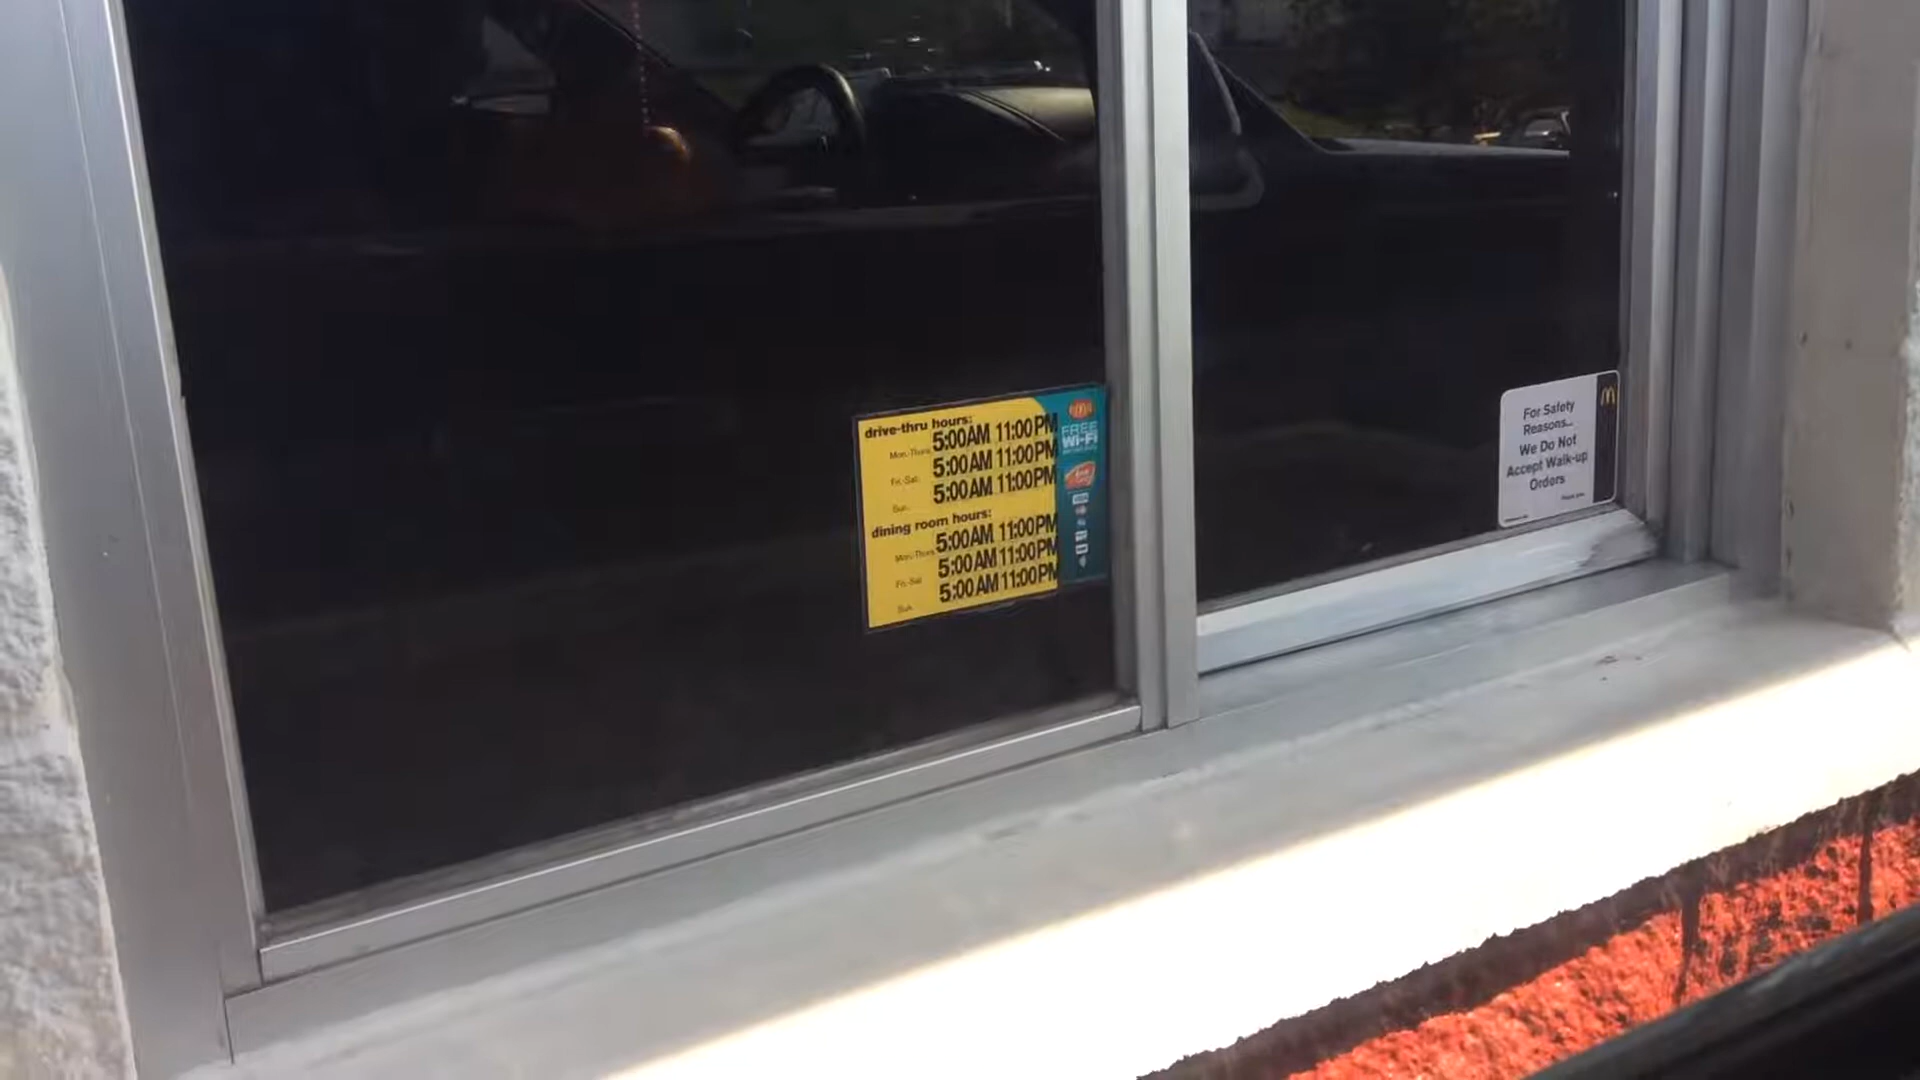 drive-thru hours:
Mon.-Thurs. 5:00AM 11:00PM
Fri.-Sat. 5:00AM 11:00PM
Sun. 5:00AM 11:00PM
dining room hours:
Mon.-Thurs. 5:00AM 11:00PM
Fri.-Sat. 5:00AM 11:00PM
Sun. 5:00AM 11:00PM
FREE
Wi-Fi
For Safety
Reasons...
We Do Not
Accept Walk-up
Orders